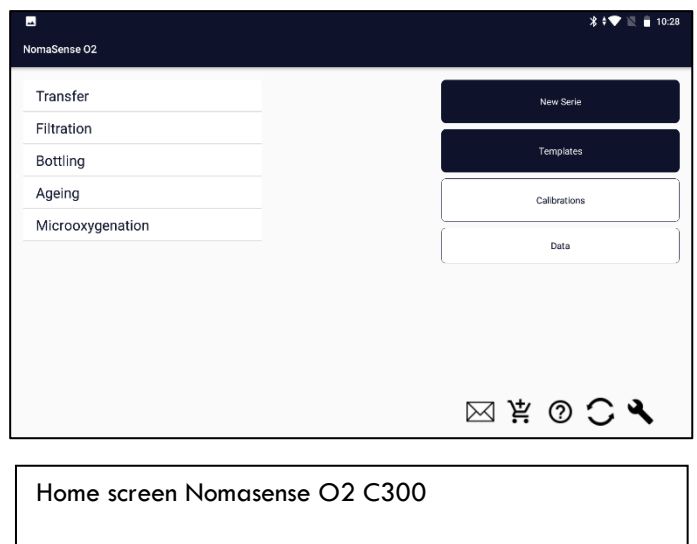 10:28
NomaSense O2
Transfer
Filtration
Bottling
Ageing
Microoxygenation
New Serie
Templates
Calibrations
Data
Home screen Nomasense O2 C300